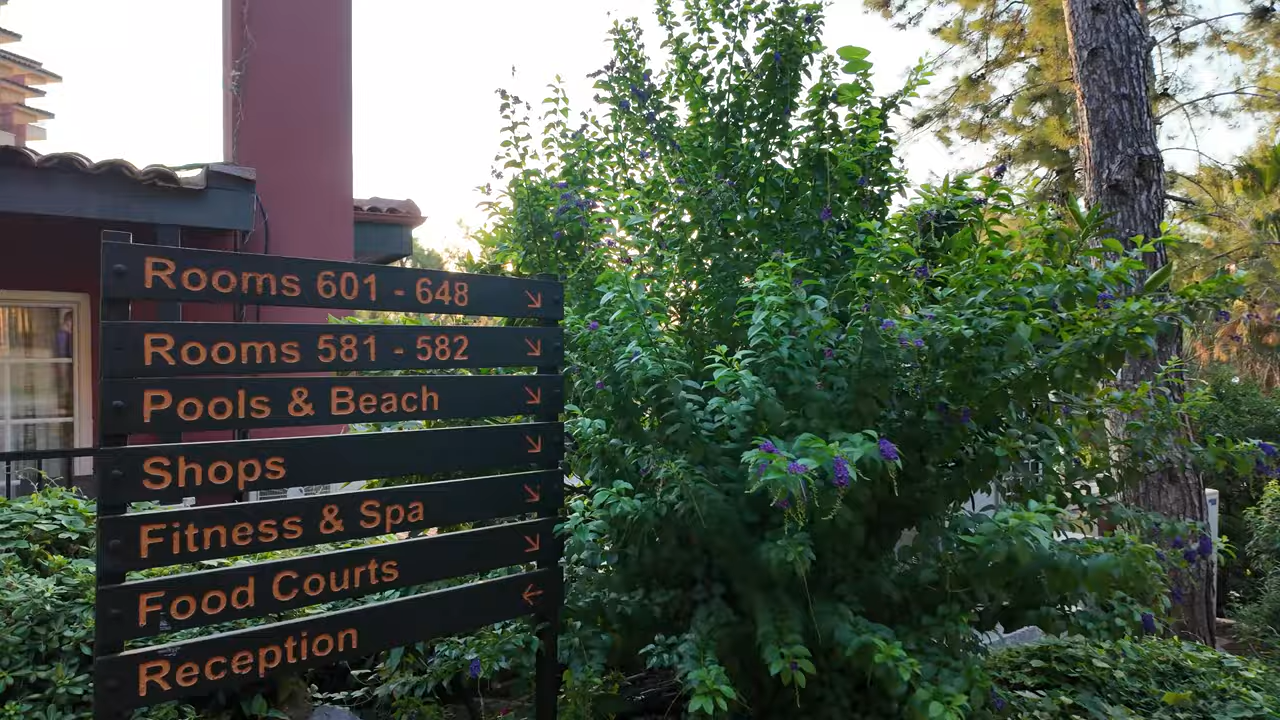 Rooms 601 - 648 ↘
Rooms 581 - 582 ↘
Pools & Beach ↘
Shops ↘
Fitness & Spa ↘
Food Courts ↘
Reception ←